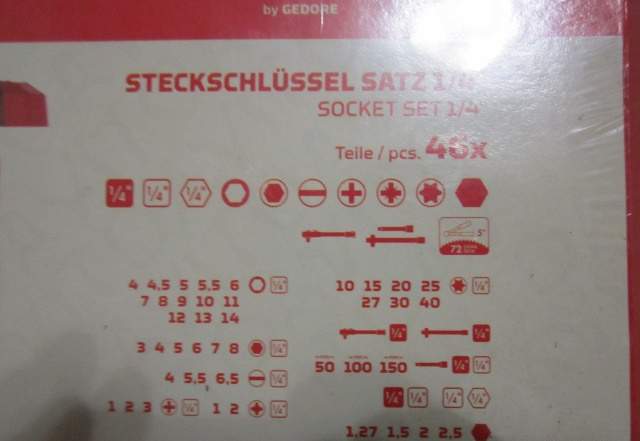 by GEDORE
STECKSCHLÜSSEL SATZ 1/4"
SOCKET SET 1/4"
Teile / pcs. 46x
1/4" 1/4" 1/4"
5°
72
4 4,5 5 5,5 6 1/4"
7 8 9 10 11
12 13 14
10 15 20 25 1/4"
27 30 40
1/4" 1/4"
3 4 5 6 7 8 1/4"
50 100 150 1/4" 1/4"
4 5,5 6,5 1/4"
1/4" 1/4" 1/4" 1/4"
1 2 3 1/4" 1 2 1/4"
1,27 1,5 2 2,5